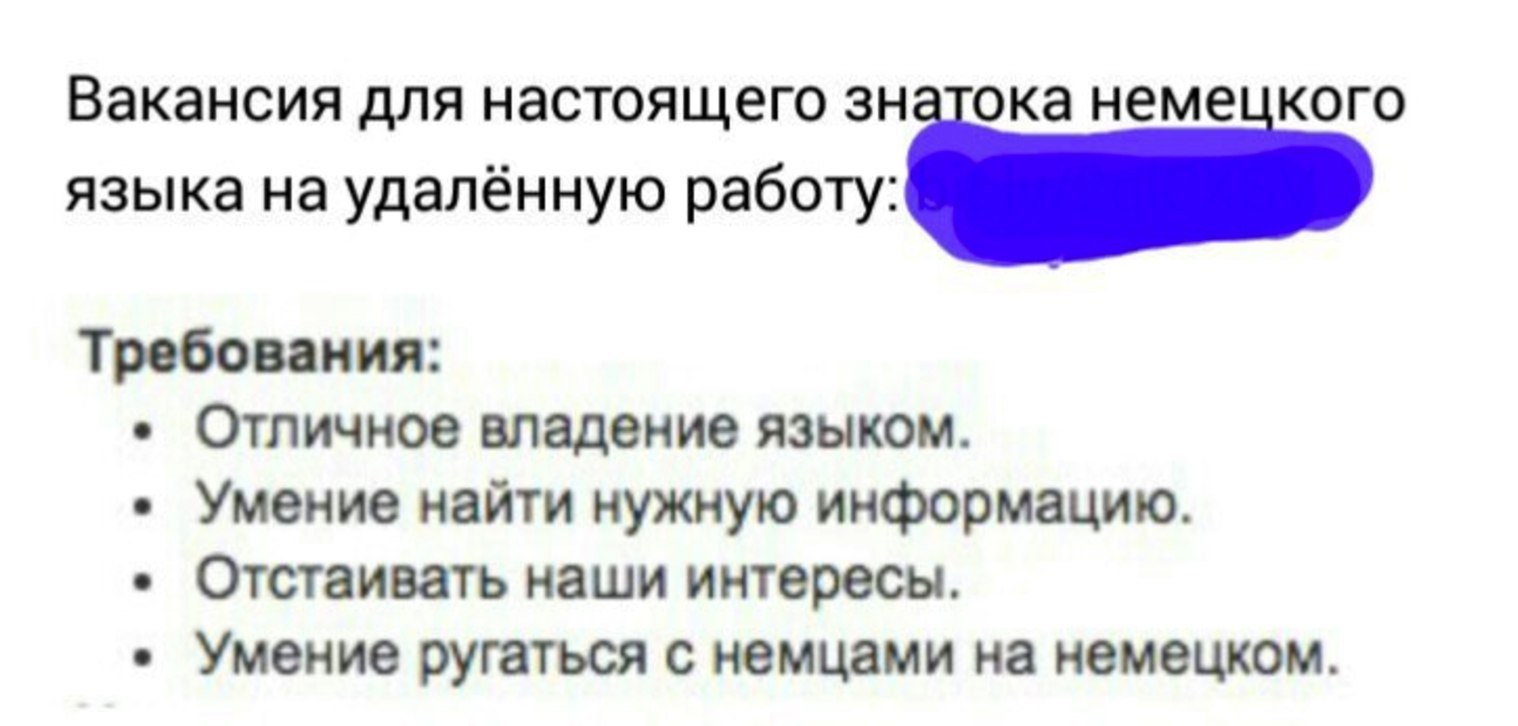 Вакансия для настоящего знатока немецкого
языка на удалённую работу:
Требования:
• Отличное владение языком.
• Умение найти нужную информацию.
• Отстаивать наши интересы.
• Умение ругаться с немцами на немецком.